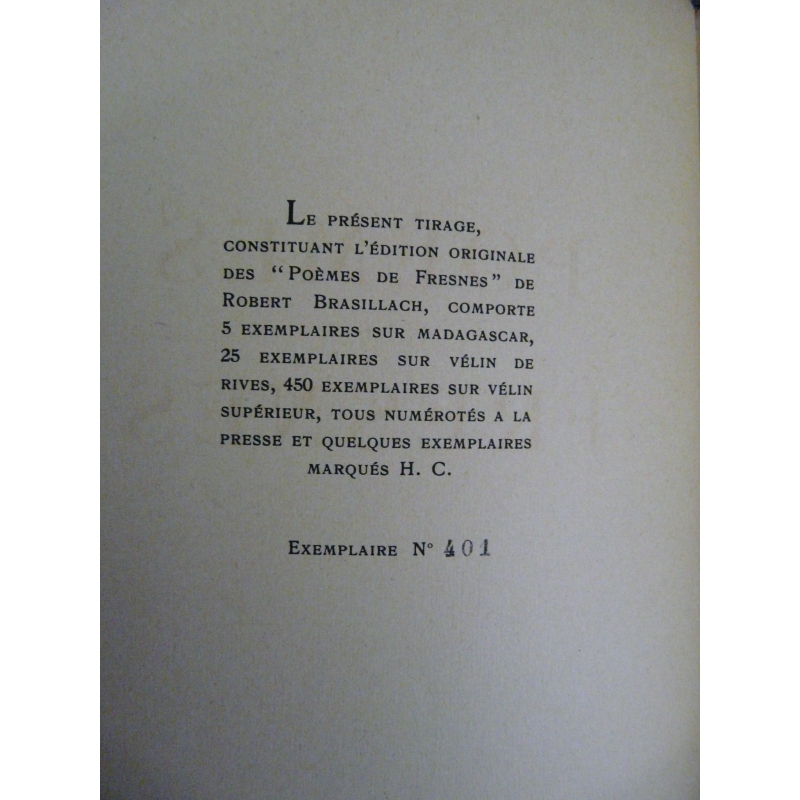 LE PRÉSENT TIRAGE,
CONSTITUANT L'ÉDITION ORIGINALE
DES "POÈMES DE FRESNES" DE
ROBERT BRASILLACH, COMPORTE
5 EXEMPLAIRES SUR MADAGASCAR,
25 EXEMPLAIRES SUR VÉLIN DE
RIVES, 450 EXEMPLAIRES SUR VÉLIN
SUPÉRIEUR, TOUS NUMÉROTÉS A LA
PRESSE ET QUELQUES EXEMPLAIRES
MARQUÉS H. C.
EXEMPLAIRE N° 401